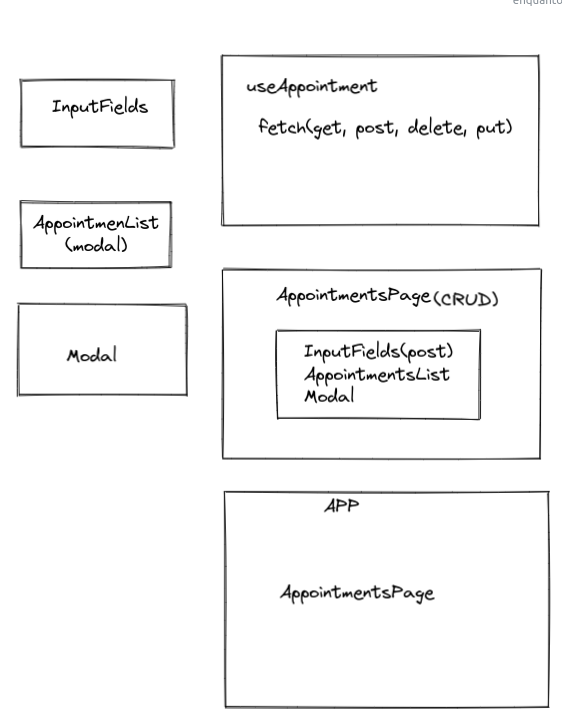 enquanto
InputFields
AppointmenList
(modal)
Modal
useAppointment
fetch(get, post, delete, put)
AppointmentsPage(CRUD)
InputFields(post)
AppointmentsList
Modal
APP
AppointmentsPage